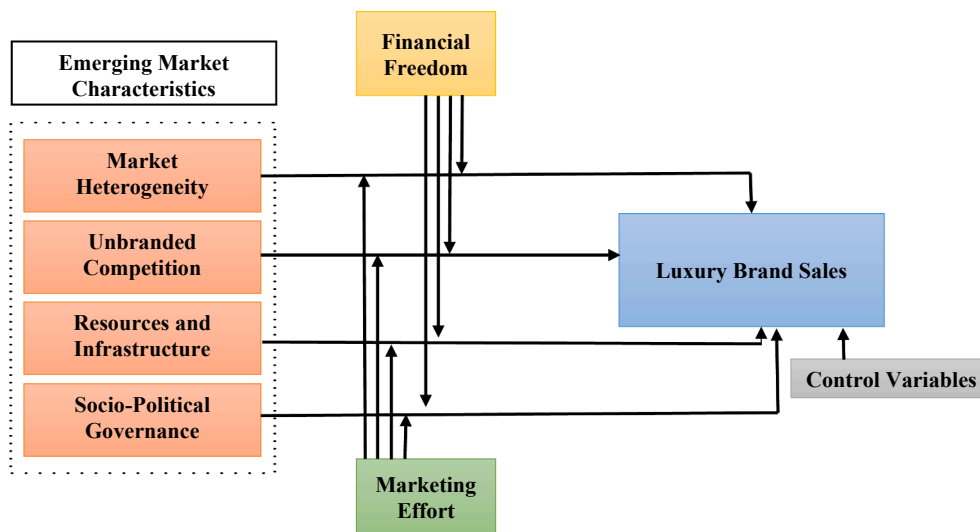 Emerging Market
Characteristics
Financial
Freedom
Market
Heterogeneity
Unbranded
Competition
Resources and
Infrastructure
Socio-Political
Governance
Luxury Brand Sales
Control Variables
Marketing
Effort